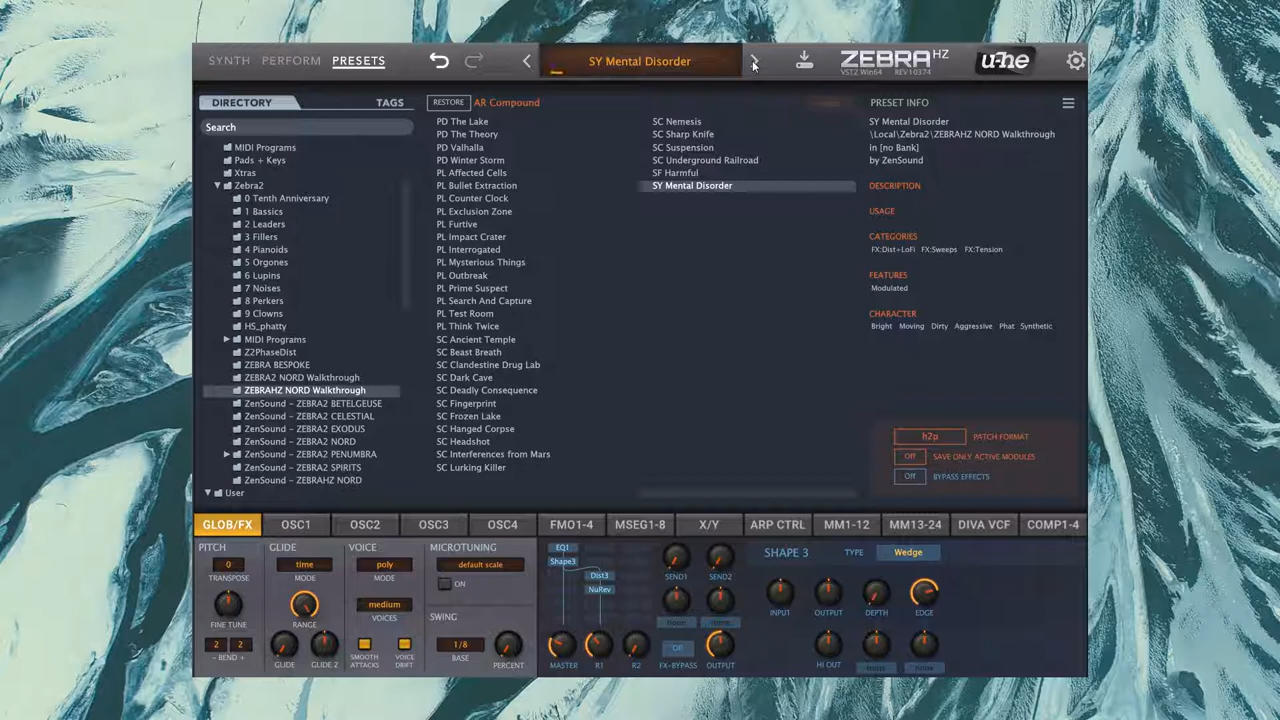 SYNTH PERFORM PRESETS
SY Mental Disorder
ZEBRA HZ
VST2 Win64 REV10374
u-he
DIRECTORY TAGS
Search
MIDI Programs
Pads + Keys
Xtras
Zebra2
0 Tenth Anniversary
1 Bassics
2 Leaders
3 Fillers
4 Pianoids
5 Orgones
6 Lupins
7 Noises
8 Perkers
9 Clowns
HS_phatty
MIDI Programs
Z2PhaseDist
ZEBRA BESPOKE
ZEBRA2 NORD Walkthrough
ZEBRAHZ NORD Walkthrough
ZenSound - ZEBRA2 BETELGEUSE
ZenSound - ZEBRA2 CELESTIAL
ZenSound - ZEBRA2 EXODUS
ZenSound - ZEBRA2 NORD
ZenSound - ZEBRA2 PENUMBRA
ZenSound - ZEBRA2 SPIRITS
ZenSound - ZEBRAHZ NORD
User
RESTORE AR Compound
PD The Lake
PD The Theory
PD Valhalla
PD Winter Storm
PL Affected Cells
PL Bullet Extraction
PL Counter Clock
PL Exclusion Zone
PL Furtive
PL Impact Crater
PL Interrogated
PL Mysterious Things
PL Outbreak
PL Prime Suspect
PL Search And Capture
PL Test Room
PL Think Twice
SC Ancient Temple
SC Beast Breath
SC Clandestine Drug Lab
SC Dark Cave
SC Deadly Consequence
SC Fingerprint
SC Frozen Lake
SC Hanged Corpse
SC Headshot
SC Interferences from Mars
SC Lurking Killer
SC Nemesis
SC Sharp Knife
SC Suspension
SC Underground Railroad
SF Harmful
SY Mental Disorder
PRESET INFO
SY Mental Disorder
\Local\Zebra2\ZEBRAHZ NORD Walkthrough
in [no Bank]
by ZenSound
DESCRIPTION
USAGE
CATEGORIES
FX:Dist+LoFi FX:Sweeps FX:Tension
FEATURES
Modulated
CHARACTER
Bright Moving Dirty Aggressive Phat Synthetic
h2p PATCH FORMAT
Off SAVE ONLY ACTIVE MODULES
Off BYPASS EFFECTS
GLOB/FX OSC1 OSC2 OSC3 OSC4 FMO1-4 MSEG1-8 X/Y ARP CTRL MM1-12 MM13-24 DIVA VCF COMP1-4
PITCH
0
TRANSPOSE
FINE TUNE
2 2
- BEND +
GLIDE
time
MODE
RANGE
GLIDE GLIDE 2
VOICE
poly
MODE
medium
VOICES
SMOOTH ATTACKS
VOICE DRIFT
MICROTUNING
default scale
ON
SWING
1/8
BASE PERCENT
EQ1
Shape3
Dist3
NuRev
MASTER R1 R2
SEND1 SEND2
Off
FX-BYPASS OUTPUT
SHAPE 3 TYPE Wedge
INPUT OUTPUT DEPTH EDGE
HI OUT